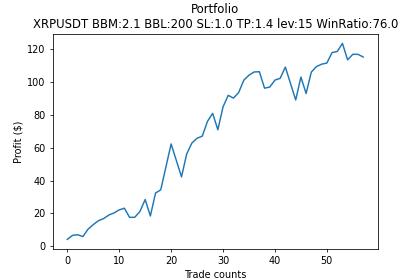 Portfolio
XRPUSDT BBM:2.1 BBL:200 SL:1.0 TP:1.4 lev:15 WinRatio:76.0
120
100
80
60
40
20
0
Profit ($)
0 10 20 30 40 50
Trade counts